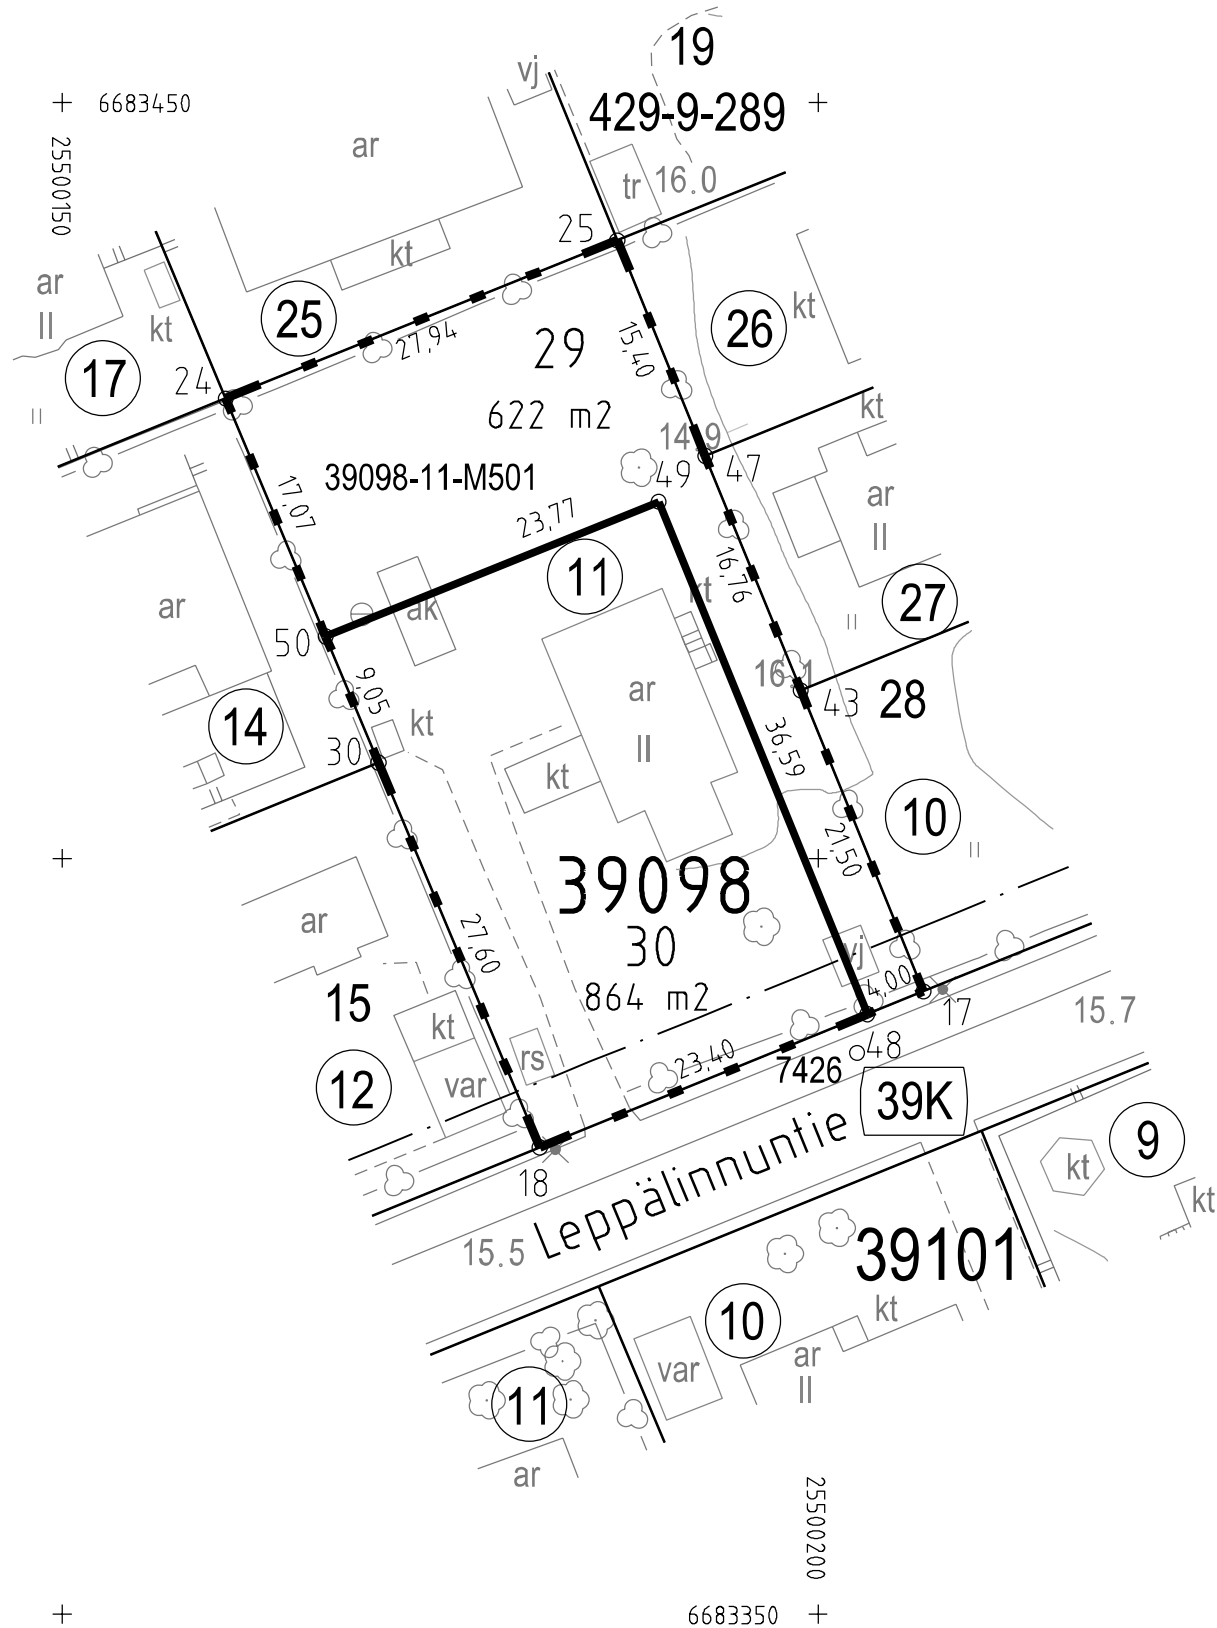 19
vj
6683450
429-9-289
25500150
ar
tr
16.0
25
kt
ar
II
kt
kt
25
26
17
27,94
29
15,40
24
622 m2
kt
14.9
39098-11-M501
49
47
17,07
23,77
ar
II
16,76
11
kt
27
ar
ak
50
9,05
16.1
43
28
ar
II
14
kt
30
36,59
kt
10
21,50
39098
ar
27,60
30
vj
864 m2
4,00
15
17
15.7
kt
rs
23,40
48
7426
12
var
39K
9
Leppälinnuntie
kt
18
kt
15.5
39101
10
kt
ar
II
var
11
ar
25500200
6683350